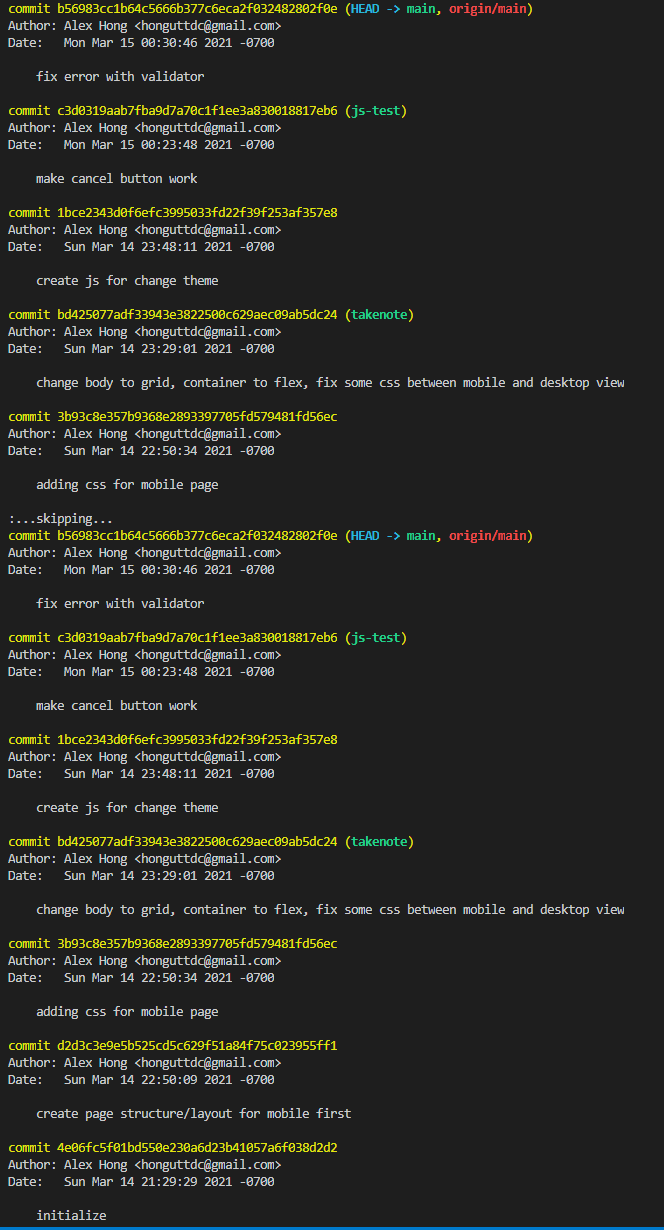 commit b56983cc1b64c5666b377c6eca2f032482802f0e (HEAD -> main, origin/main)
Author: Alex Hong <honguttdc@gmail.com>
Date:   Mon Mar 15 00:30:46 2021 -0700

    fix error with validator

commit c3d0319aab7fba9d7a70c1f1ee3a830018817eb6 (js-test)
Author: Alex Hong <honguttdc@gmail.com>
Date:   Mon Mar 15 00:23:48 2021 -0700

    make cancel button work

commit 1bce2343d0f6efc3995033fd22f39f253af357e8
Author: Alex Hong <honguttdc@gmail.com>
Date:   Sun Mar 14 23:48:11 2021 -0700

    create js for change theme

commit bd425077adf33943e3822500c629aec09ab5dc24 (takenote)
Author: Alex Hong <honguttdc@gmail.com>
Date:   Sun Mar 14 23:29:01 2021 -0700

    change body to grid, container to flex, fix some css between mobile and desktop view

commit 3b93c8e357b9368e2893397705fd579481fd56ec
Author: Alex Hong <honguttdc@gmail.com>
Date:   Sun Mar 14 22:50:34 2021 -0700

    adding css for mobile page

:...skipping...
commit b56983cc1b64c5666b377c6eca2f032482802f0e (HEAD -> main, origin/main)
Author: Alex Hong <honguttdc@gmail.com>
Date:   Mon Mar 15 00:30:46 2021 -0700

    fix error with validator

commit c3d0319aab7fba9d7a70c1f1ee3a830018817eb6 (js-test)
Author: Alex Hong <honguttdc@gmail.com>
Date:   Mon Mar 15 00:23:48 2021 -0700

    make cancel button work

commit 1bce2343d0f6efc3995033fd22f39f253af357e8
Author: Alex Hong <honguttdc@gmail.com>
Date:   Sun Mar 14 23:48:11 2021 -0700

    create js for change theme

commit bd425077adf33943e3822500c629aec09ab5dc24 (takenote)
Author: Alex Hong <honguttdc@gmail.com>
Date:   Sun Mar 14 23:29:01 2021 -0700

    change body to grid, container to flex, fix some css between mobile and desktop view

commit 3b93c8e357b9368e2893397705fd579481fd56ec
Author: Alex Hong <honguttdc@gmail.com>
Date:   Sun Mar 14 22:50:34 2021 -0700

    adding css for mobile page

commit d2d3c3e9e5b525cd5c629f51a84f75c023955ff1
Author: Alex Hong <honguttdc@gmail.com>
Date:   Sun Mar 14 22:50:09 2021 -0700

    create page structure/layout for mobile first

commit 4e06fc5f01bd550e230a6d23b41057a6f038d2d2
Author: Alex Hong <honguttdc@gmail.com>
Date:   Sun Mar 14 21:29:29 2021 -0700

    initialize